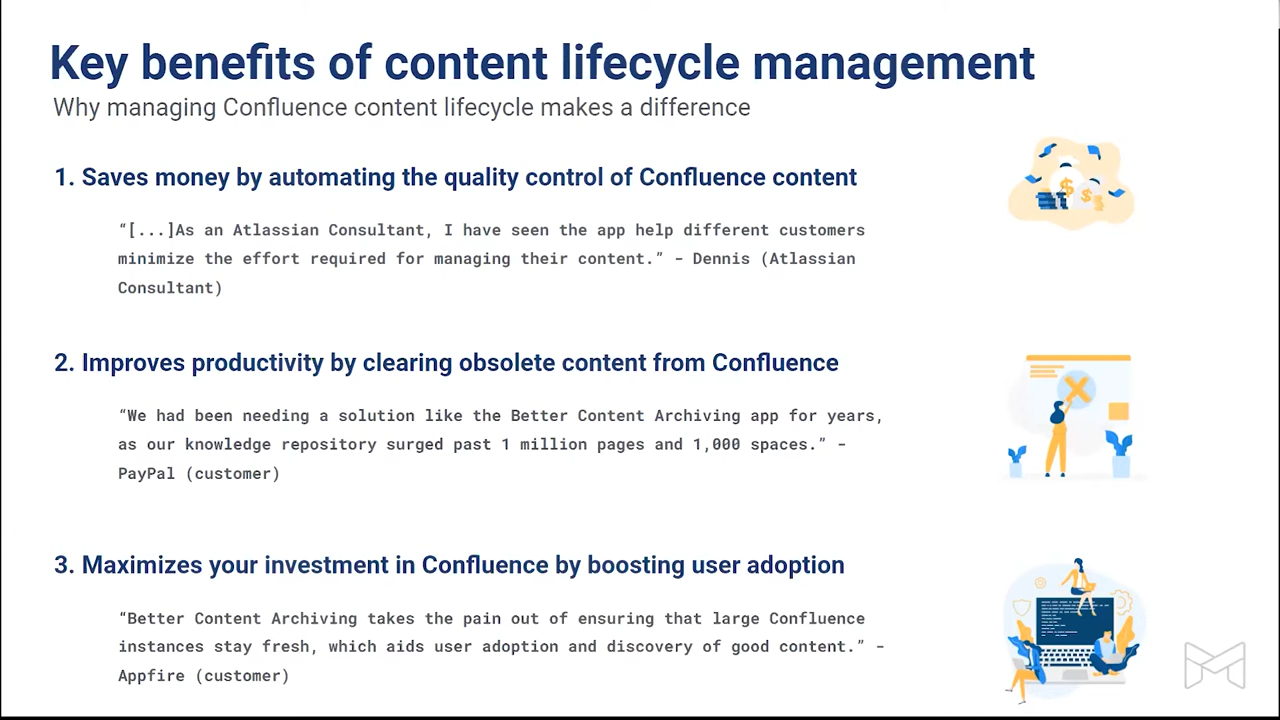 Key benefits of content lifecycle management
Why managing Confluence content lifecycle makes a difference
1. Saves money by automating the quality control of Confluence content
“[...]As an Atlassian Consultant, I have seen the app help different customers
minimize the effort required for managing their content.” - Dennis (Atlassian
Consultant)
2. Improves productivity by clearing obsolete content from Confluence
“We had been needing a solution like the Better Content Archiving app for years,
as our knowledge repository surged past 1 million pages and 1,000 spaces.” -
PayPal (customer)
3. Maximizes your investment in Confluence by boosting user adoption
“Better Content Archiving takes the pain out of ensuring that large Confluence
instances stay fresh, which aids user adoption and discovery of good content.” -
Appfire (customer)